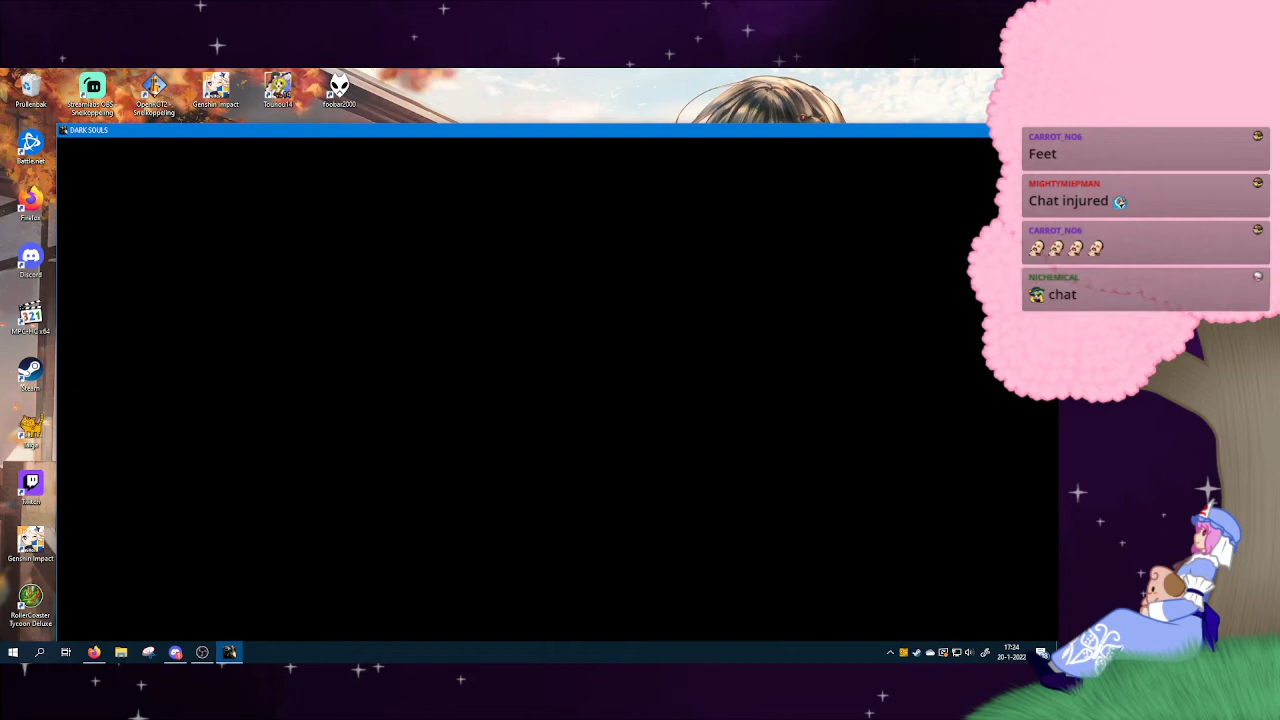 Prullenbak
Streamlabs OBS - Snelkoppeling
OpenRCT2 - Snelkoppeling
Genshin Impact
Touhou14
foobar2000
DARK SOULS
Battle.net
Firefox
Discord
MPC-HC x64
Steam
Twitch
Genshin Impact
RollerCoaster
Tycoon Deluxe
CARROT_NO6
Feet
MIGHTYMIEPMAN
Chat injured
CARROT_NO6
NICHEMICAL
chat
17:24
20-1-2022